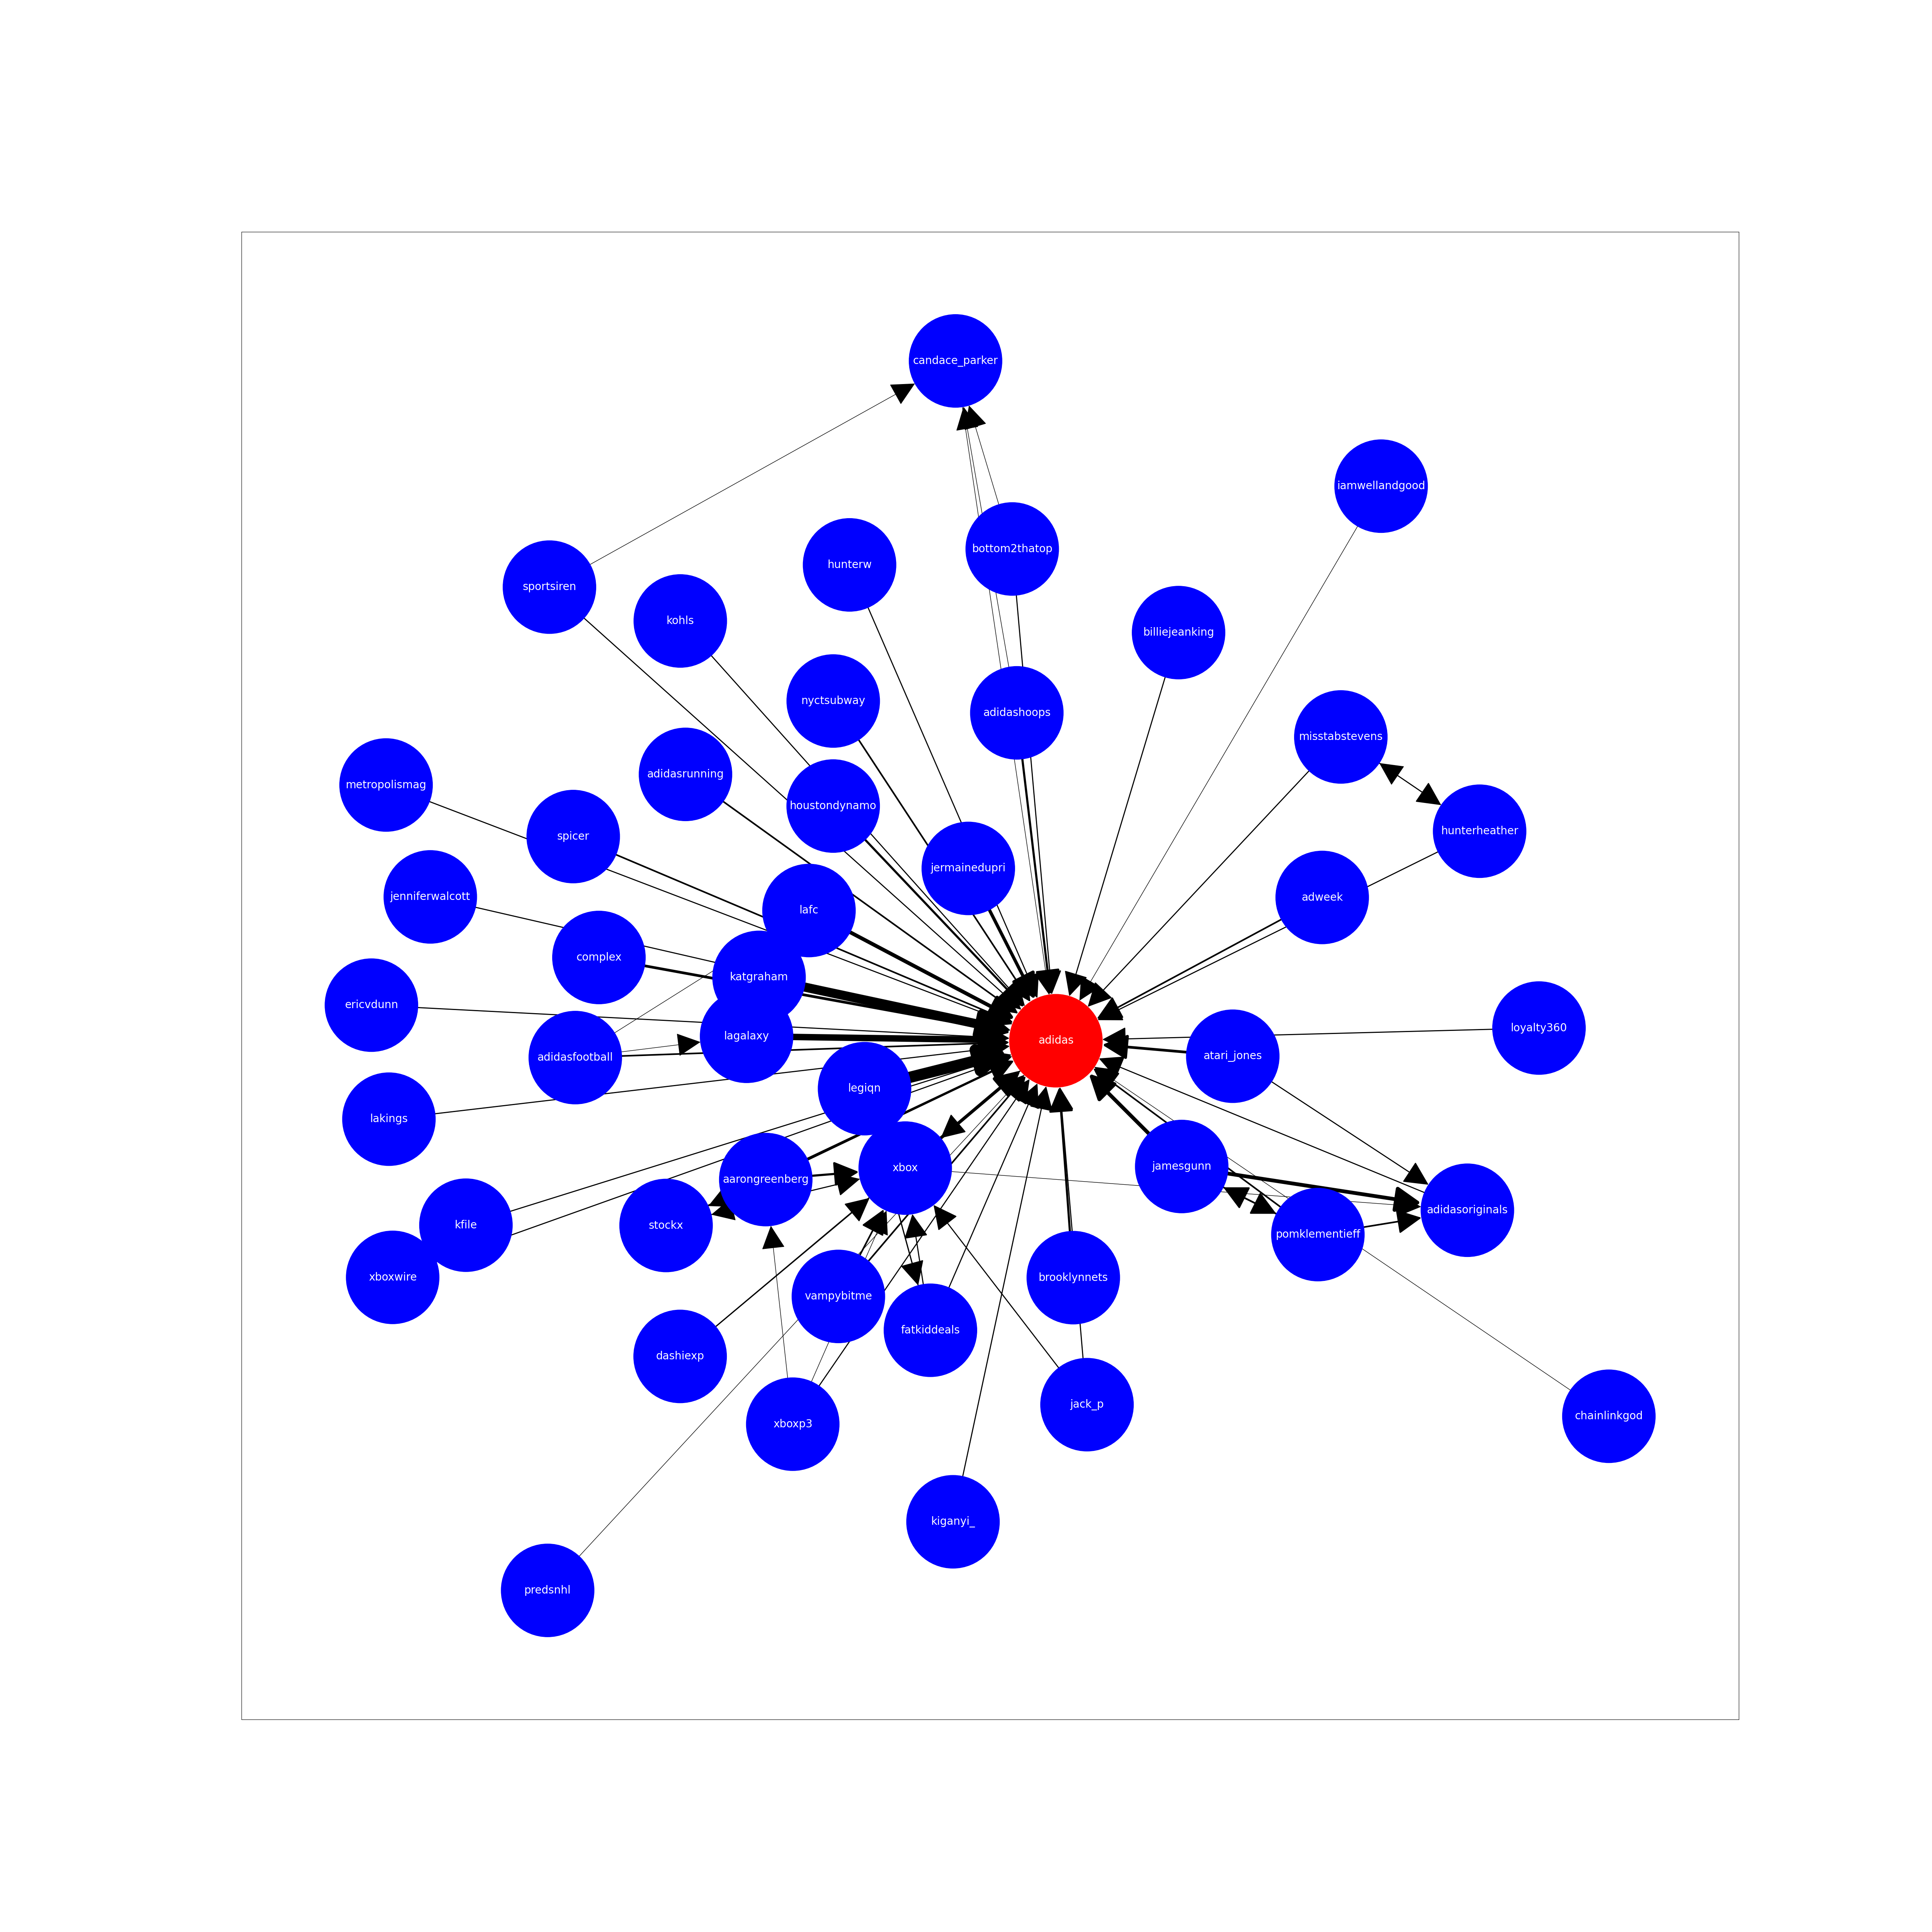 candace_parker
iamwellandgood
bottom2thatop
hunterw
sportsiren
kohls
billiejeanking
nyctsubway
adidashoops
misstabstevens
adidasrunning
metropolismag
houstondynamo
hunterheather
spicer
jermainedupri
jenniferwalcott
adweek
lafc
complex
katgraham
ericvdunn
loyalty360
lagalaxy
adidas
atari_jones
adidasfootball
legiqn
lakings
jamesgunn
xbox
aarongreenberg
adidasoriginals
kfile
stockx
pomklementieff
xboxwire
brooklynnets
vampybitme
fatkiddeals
dashiexp
jack_p
chainlinkgod
xboxp3
kiganyi_
predsnhl